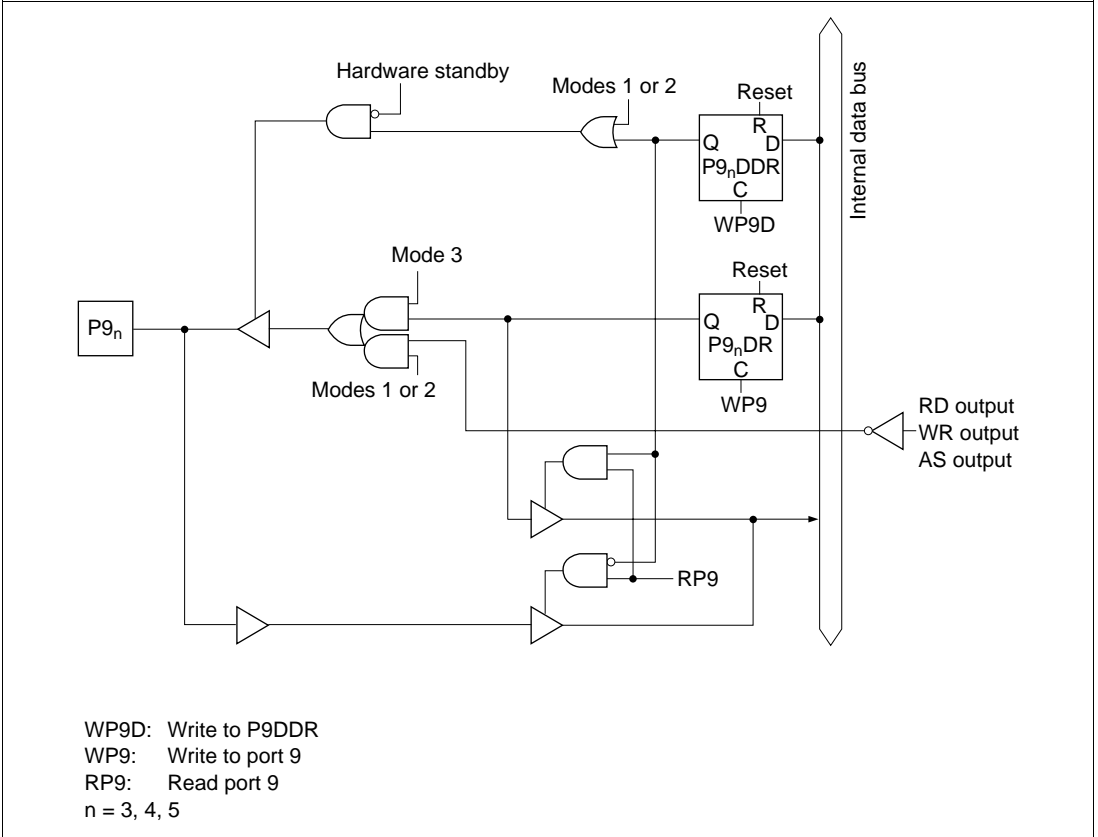 Hardware standby
Modes 1 or 2
Reset
R
Q
D
P9nDDR
C
WP9D
Internal data bus
Mode 3
Reset
R
Q
D
P9nDR
C
WP9
P9n
Modes 1 or 2
RD output
WR output
AS output
RP9
WP9D: Write to P9DDR
WP9: Write to port 9
RP9: Read port 9
n = 3, 4, 5